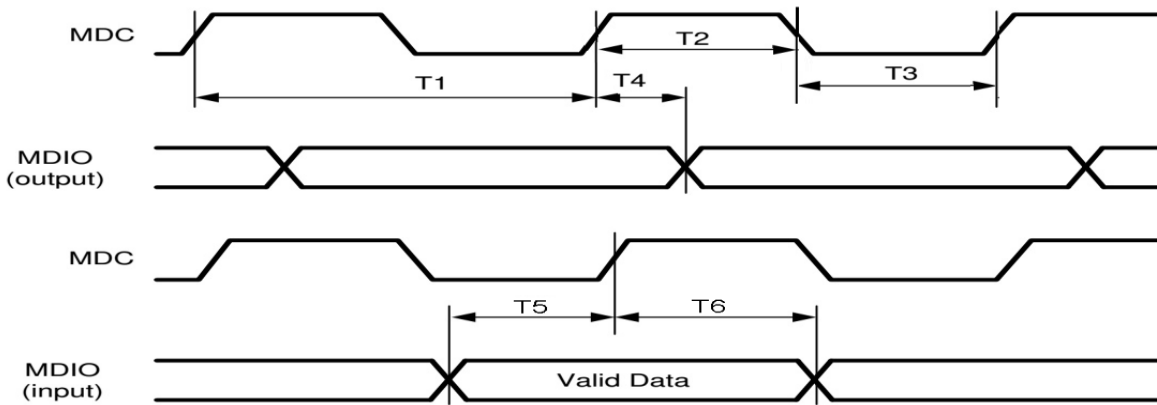 MDC
T2
T3
T1
T4
MDIO
(output)
MDC
T5
T6
MDIO
(input)
Valid Data